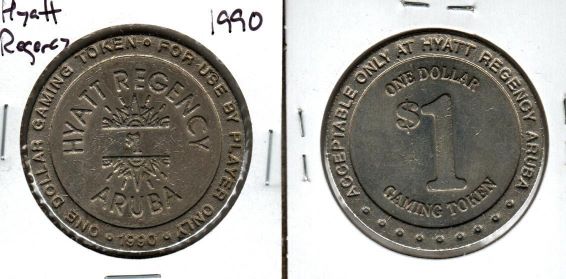 Hyatt
Regency
1990
ONE DOLLAR GAMING TOKEN FOR USE BY PLAYER ONLY
HYATT REGENCY
$1
ARUBA
1990
ACCEPTABLE ONLY AT HYATT REGENCY ARUBA
ONE DOLLAR
$1
GAMING TOKEN